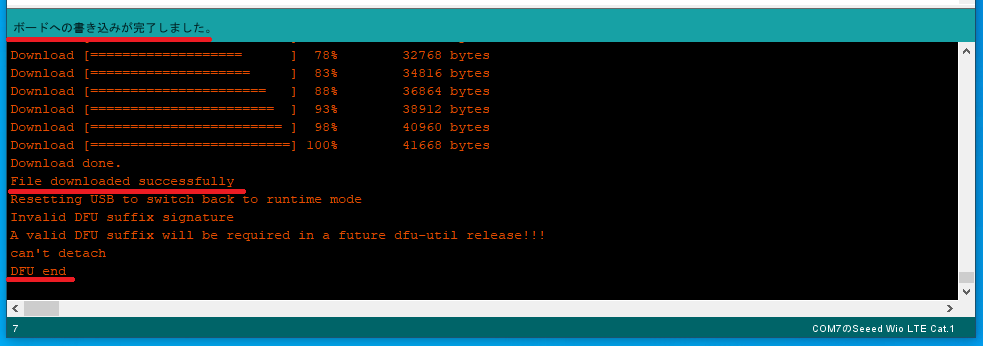 ボードへの書き込みが完了しました。
Download [=================== ] 78% 32768 bytes
Download [==================== ] 83% 34816 bytes
Download [====================== ] 88% 36864 bytes
Download [======================= ] 93% 38912 bytes
Download [======================== ] 98% 40960 bytes
Download [=========================] 100% 41668 bytes
Download done.
File downloaded successfully
Resetting USB to switch back to runtime mode
Invalid DFU suffix signature
A valid DFU suffix will be required in a future dfu-util release!!!
can't detach
DFU end
7 COM7のSeeed Wio LTE Cat.1